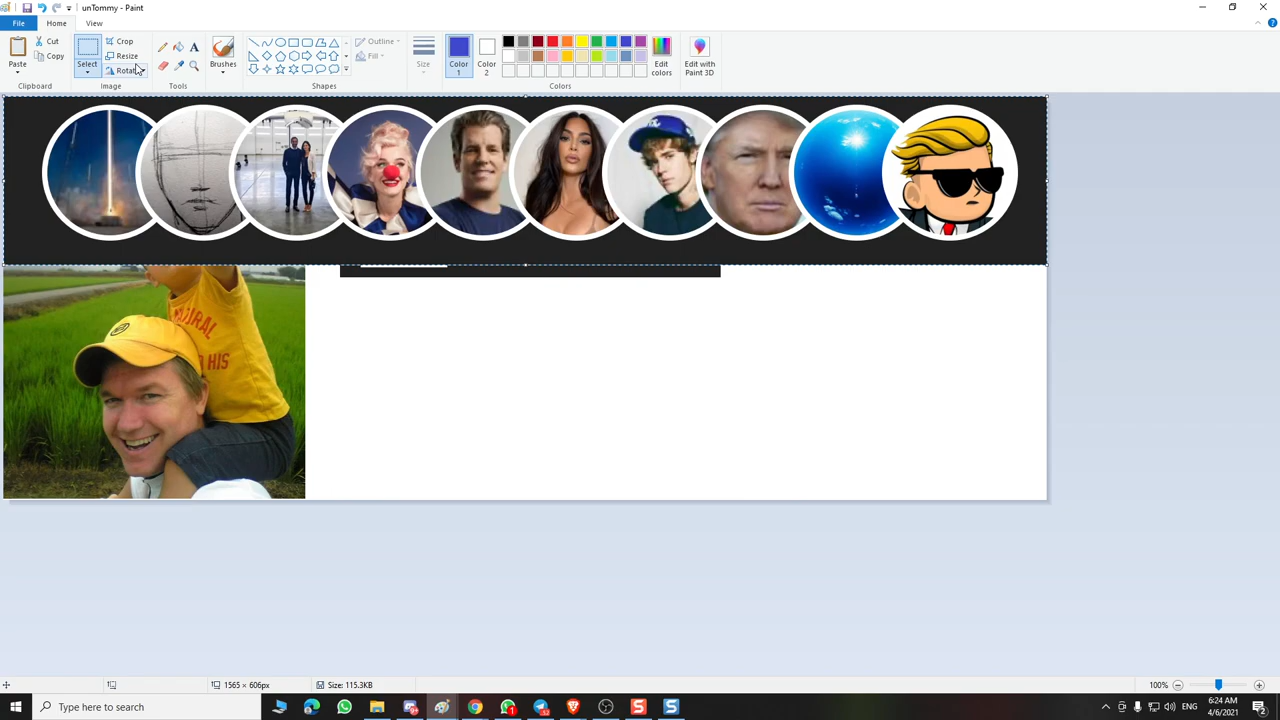 unTommy - Paint
File Home View
Paste
Cut
Copy
Clipboard
Select
Crop
Resize
Rotate
Image
Tools
Brushes
Shapes
Outline
Fill
Size
Color 1
Color 2
Edit colors
Colors
Edit with Paint 3D
HIS
1565 × 606px
Size: 115.3KB
100%
Type here to search
ENG
6:24 AM
4/6/2021